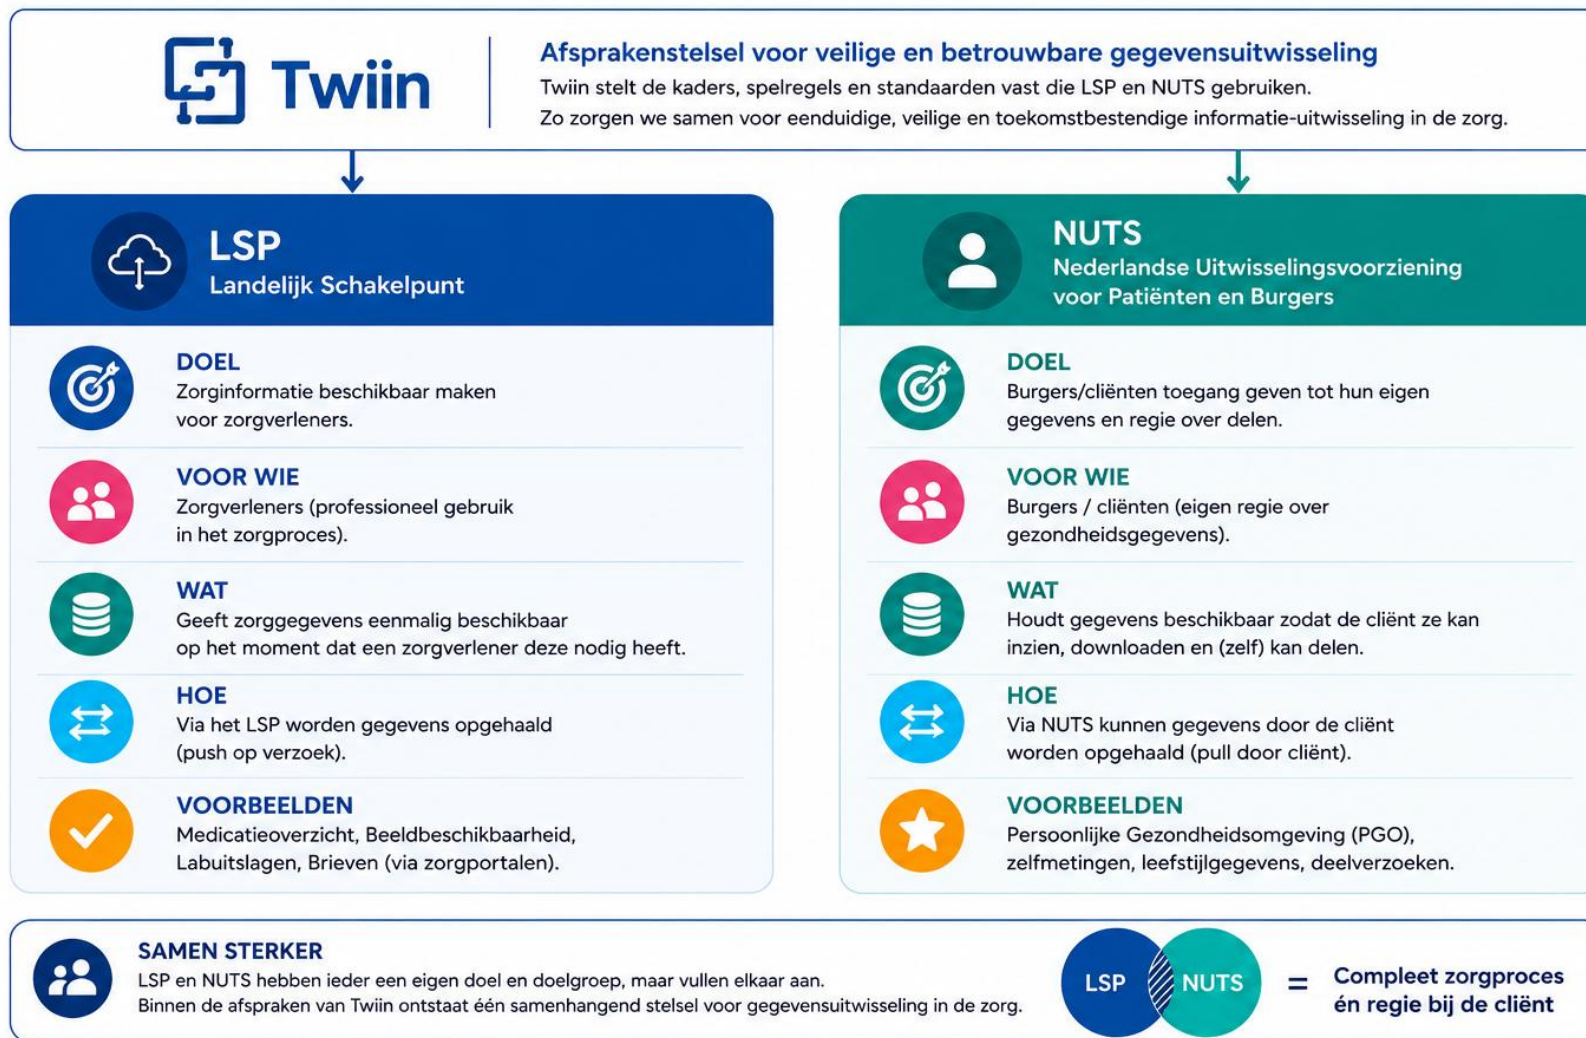 Twiin
Afsprakenstelsel voor veilige en betrouwbare gegevensuitwisseling
Twiin stelt de kaders, spelregels en standaarden vast die LSP en NUTS gebruiken.
Zo zorgen we samen voor eenduidige, veilige en toekomstbestendige informatie-uitwisseling in de zorg.
LSP
Landelijk Schakelpunt
DOEL
Zorginformatie beschikbaar maken
voor zorgverleners.
VOOR WIE
Zorgverleners (professioneel gebruik
in het zorgproces).
WAT
Geeft zorggegevens eenmalig beschikbaar
op het moment dat een zorgverlener deze nodig heeft.
HOE
Via het LSP worden gegevens opgehaald
(push op verzoek).
VOORBEELDEN
Medicatieoverzicht, Beeldbeschikbaarheid,
Labuitslagen, Brieven (via zorgportalen).
NUTS
Nederlandse Uitwisselingsvoorziening
voor Patiënten en Burgers
DOEL
Burgers/cliënten toegang geven tot hun eigen
gegevens en regie over delen.
VOOR WIE
Burgers / cliënten (eigen regie over
gezondheidsgegevens).
WAT
Houdt gegevens beschikbaar zodat de cliënt ze kan
inzien, downloaden en (zelf) kan delen.
HOE
Via NUTS kunnen gegevens door de cliënt
worden opgehaald (pull door cliënt).
VOORBEELDEN
Persoonlijke Gezondheidsomgeving (PGO),
zelfmetingen, leefstijlgegevens, deelverzoeken.
SAMEN STERKER
LSP en NUTS hebben ieder een eigen doel en doelgroep, maar vullen elkaar aan.
Binnen de afspraken van Twiin ontstaat één samenhangend stelsel voor gegevensuitwisseling in de zorg.
LSP NUTS =
Compleet zorgproces
én regie bij de cliënt